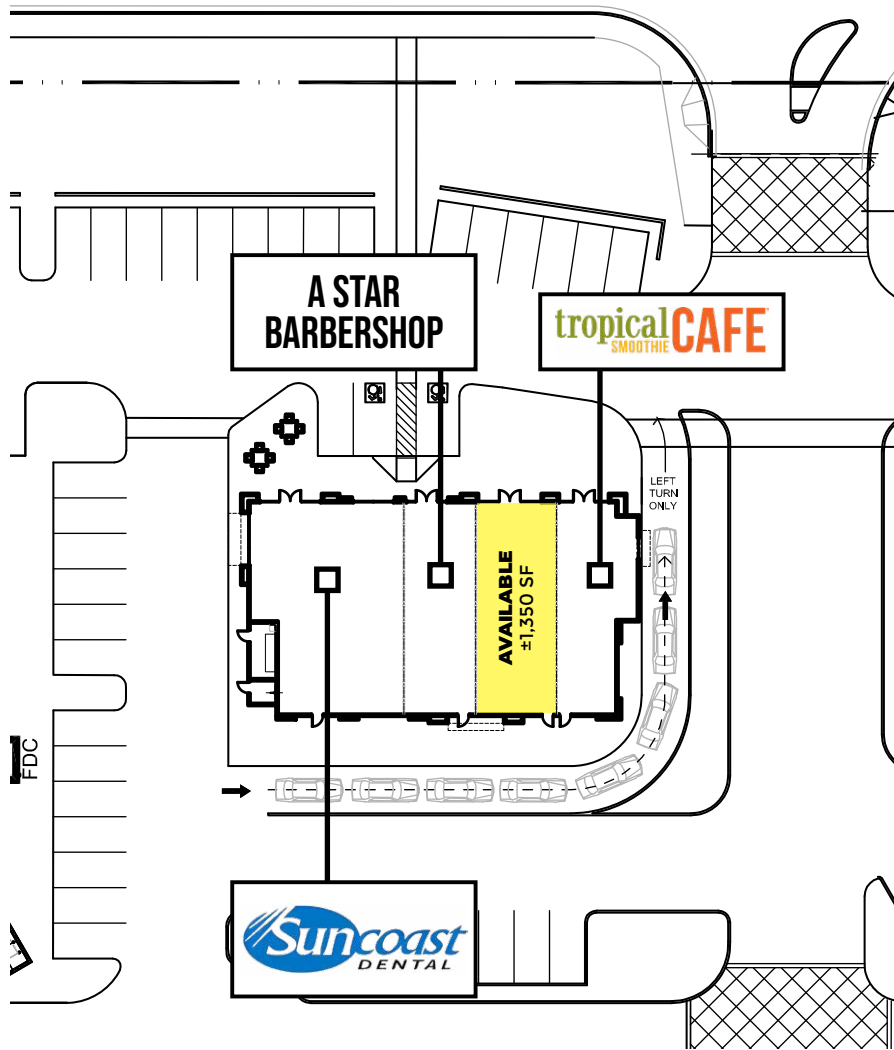 A STAR
BARBERSHOP
tropical CAFE
SMOOTHIE
LEFT
TURN
ONLY
AVAILABLE
±1,350 SF
FDC
Suncoast
DENTAL